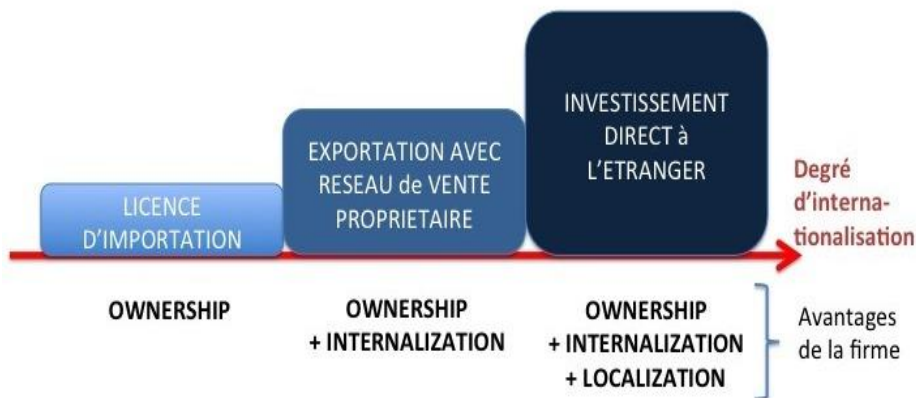 LICENCE
D'IMPORTATION
EXPORTATION AVEC
RESEAU de VENTE
PROPRIETAIRE
INVESTISSEMENT
DIRECT à
L'ETRANGER
Degré
d'interna-
tionalisation
OWNERSHIP
OWNERSHIP
+ INTERNALIZATION
OWNERSHIP
+ INTERNALIZATION
+ LOCALIZATION
Avantages
de la firme